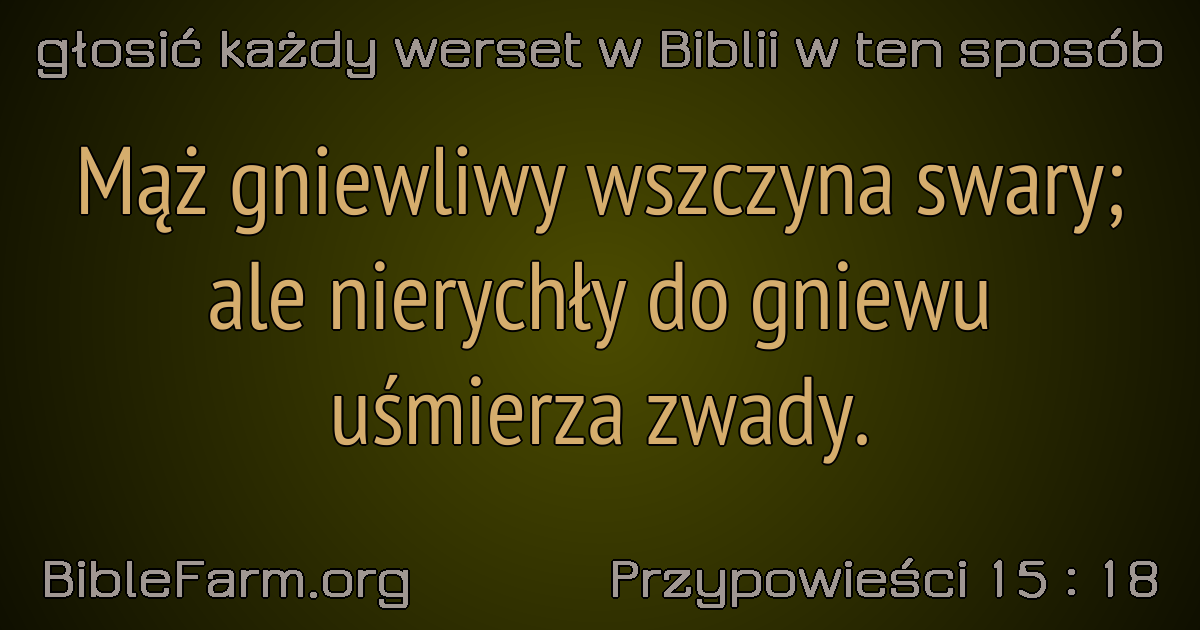 głosić każdy werset w Biblii w ten sposób
Mąż gniewliwy wszczyna swary;
ale nierychły do gniewu
uśmierza zwady.
BibleFarm.org
Przypowieści 15 : 18